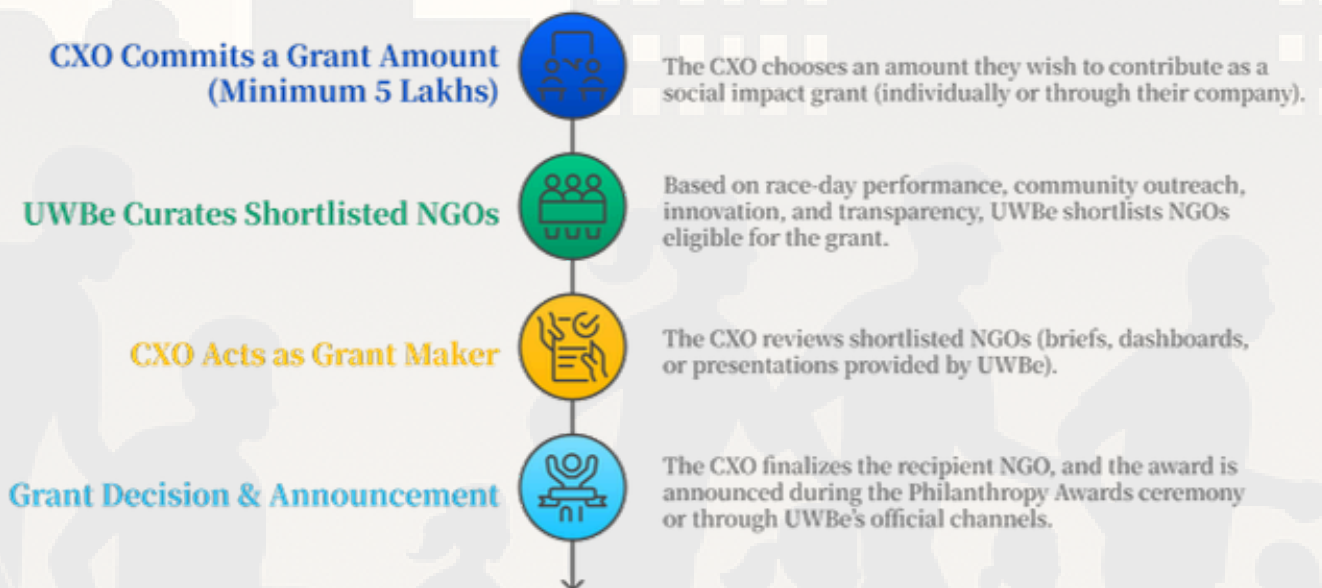 CXO Commits a Grant Amount
(Minimum 5 Lakhs)
The CXO chooses an amount they wish to contribute as a
social impact grant (individually or through their company).
UWBe Curates Shortlisted NGOs
Based on race-day performance, community outreach,
innovation, and transparency, UWBe shortlists NGOs
eligible for the grant.
CXO Acts as Grant Maker
The CXO reviews shortlisted NGOs (briefs, dashboards,
or presentations provided by UWBe).
Grant Decision & Announcement
The CXO finalizes the recipient NGO, and the award is
announced during the Philanthropy Awards ceremony
or through UWBe's official channels.